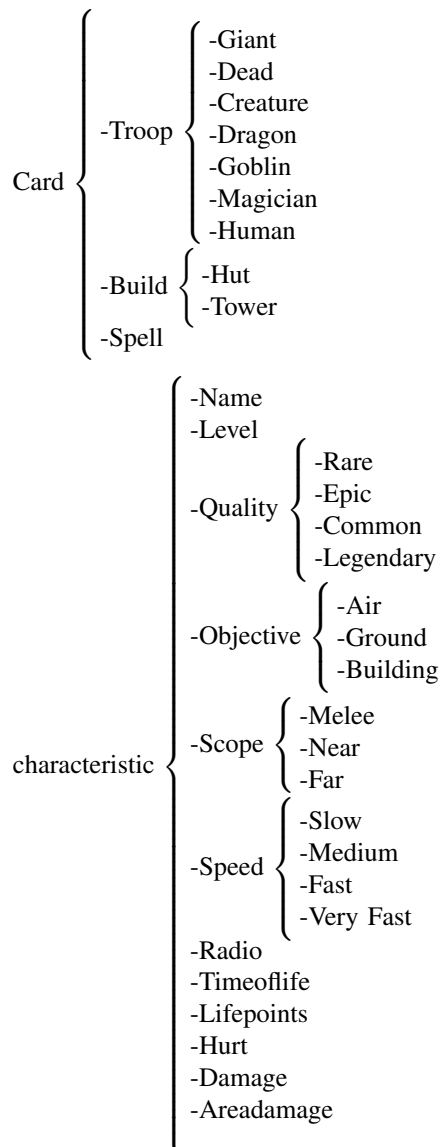 -Giant
-Dead
-Creature
-Troop
-Dragon
-Goblin
-Magician
Card
-Human
-Build
-Hut
-Tower
-Spell
-Name
-Level
-Quality
-Rare
-Epic
-Common
-Legendary
-Objective
-Air
-Ground
-Building
-Scope
-Melee
-Near
-Far
characteristic
-Speed
-Slow
-Medium
-Fast
-Very Fast
-Radio
-Timeoflife
-Lifepoints
-Hurt
-Damage
-Areadamage